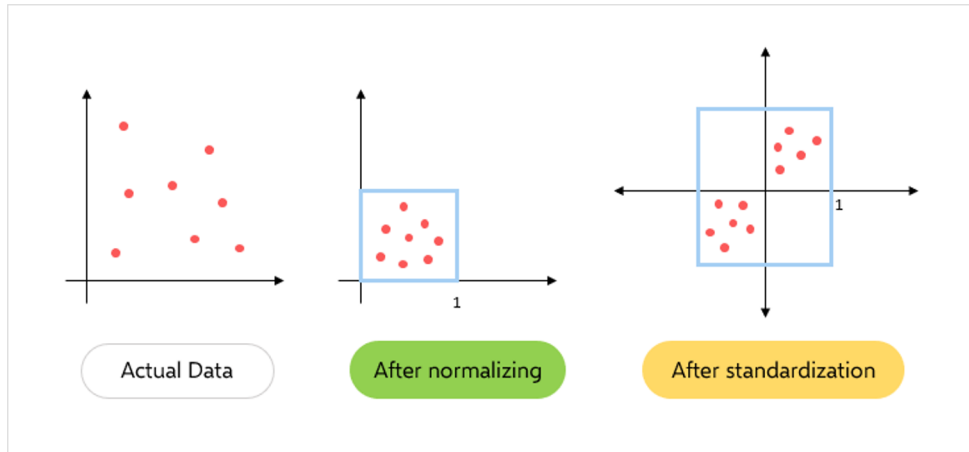 1
1
Actual Data
After normalizing
After standardization